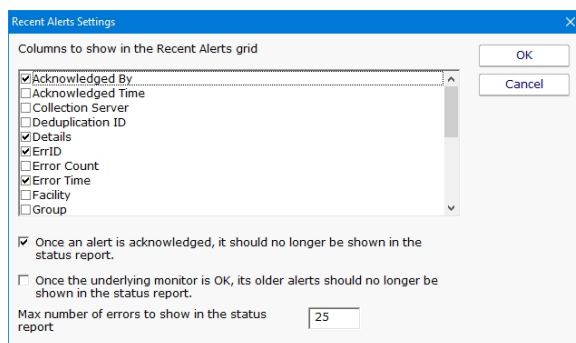 Recent Alerts Settings
Columns to show in the Recent Alerts grid
OK
Cancel
Acknowledged By
Acknowledged Time
Collection Server
Deduplication ID
Details
ErrID
Error Count
Error Time
Facility
Group
Once an alert is acknowledged, it should no longer be shown in the
status report.
Once the underlying monitor is OK, its older alerts should no longer be
shown in the status report.
Max number of errors to show in the status
report
25